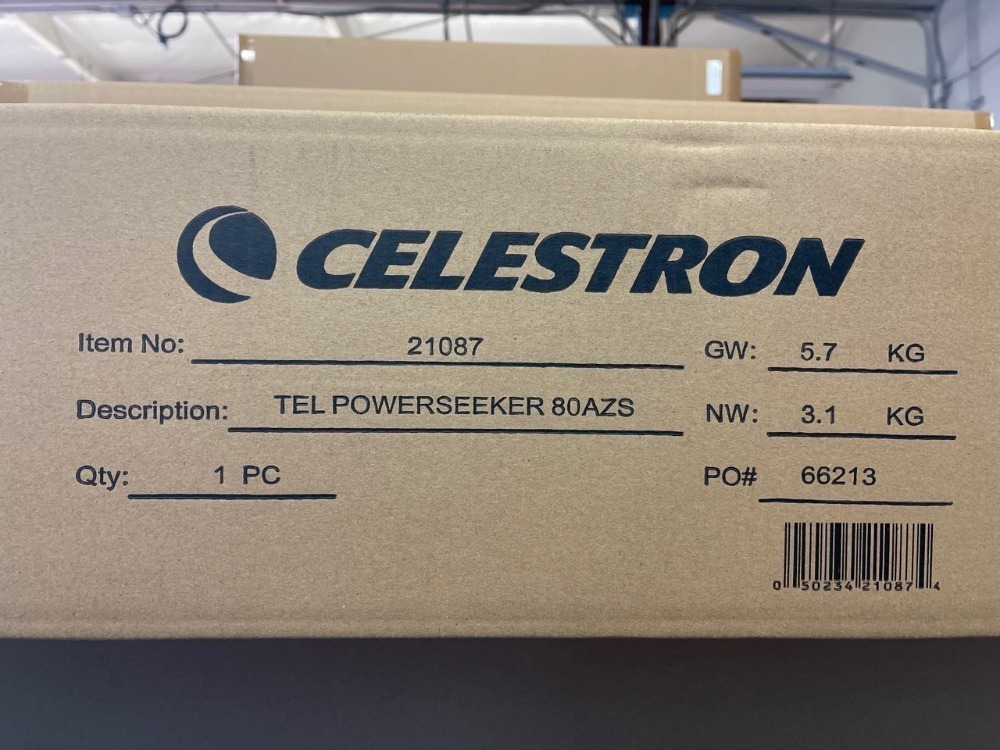 CELESTRON
Item No: 21087 GW: 5.7 KG
Description: TEL POWERSEEKER 80AZS NW: 3.1 KG
Qty: 1 PC PO# 66213
0 50234 21087 4